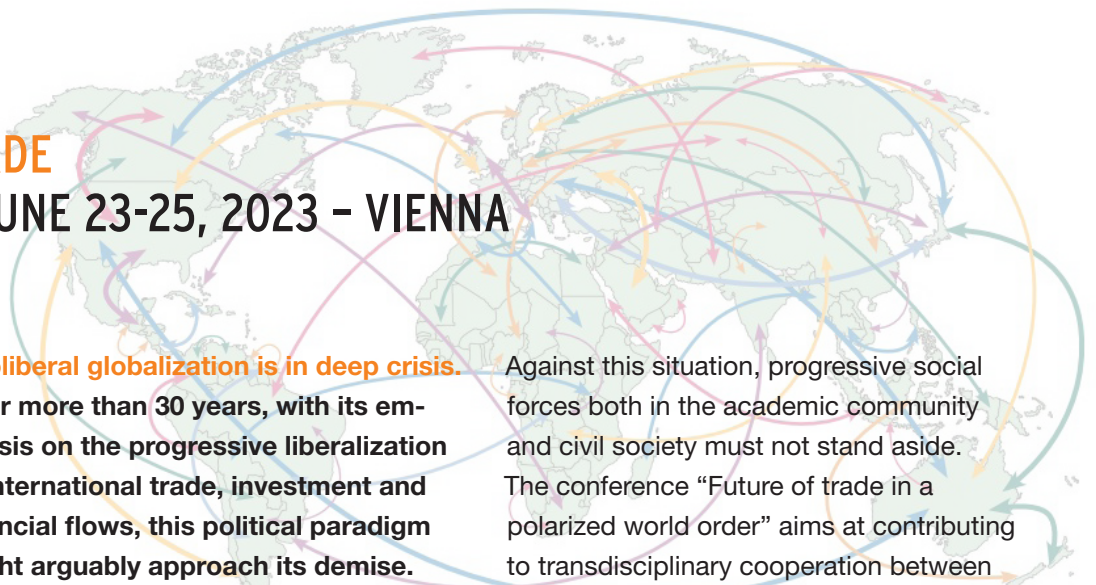 DE
UNE 23-25, 2023 – VIENNA
liberal globalization is in deep crisis.
r more than 30 years, with its em-
sis on the progressive liberalization
nternational trade, investment and
ncial flows, this political paradigm
ht arguably approach its demise.
Against this situation, progressive social
forces both in the academic community
and civil society must not stand aside.
The conference “Future of trade in a
polarized world order” aims at contributing
to transdisciplinary cooperation between